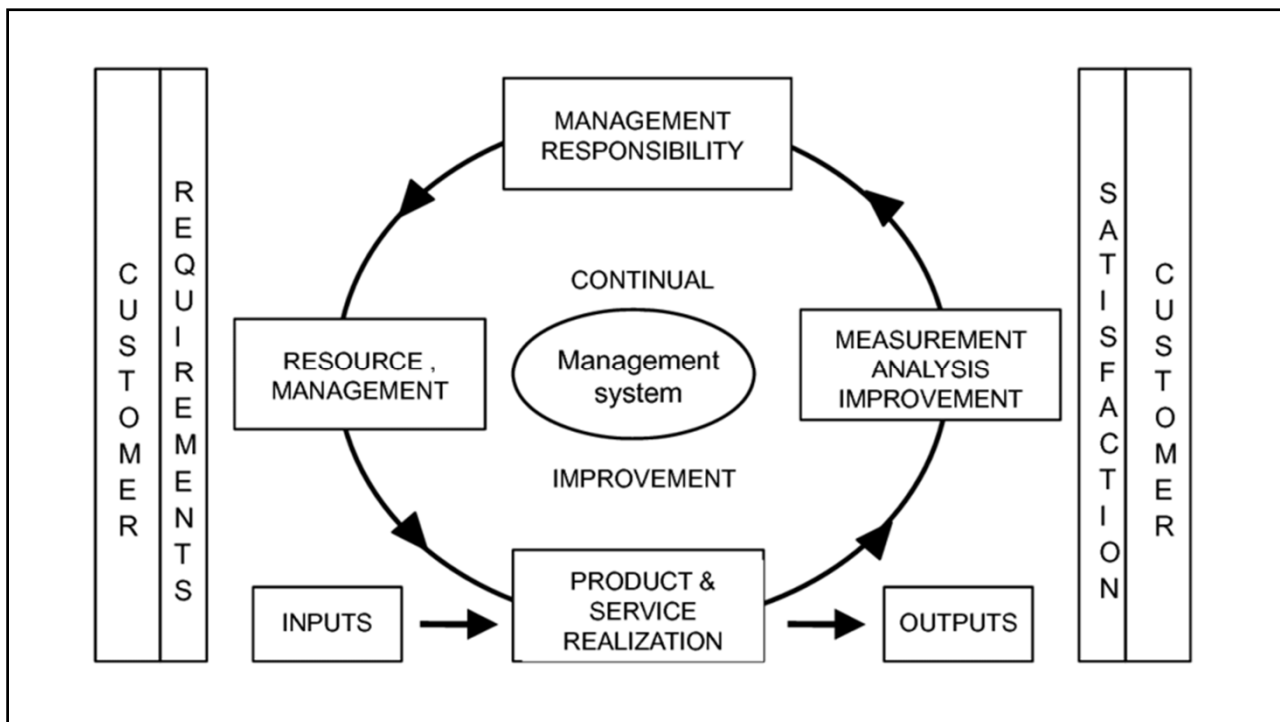 CUSTOMER
REQUIREMENTS
MANAGEMENT
RESPONSIBILITY
CONTINUAL
RESOURCE ,
MANAGEMENT
Management
system
MEASUREMENT
ANALYSIS
IMPROVEMENT
IMPROVEMENT
INPUTS
PRODUCT &
SERVICE
REALIZATION
OUTPUTS
SATISFACTION
CUSTOMER